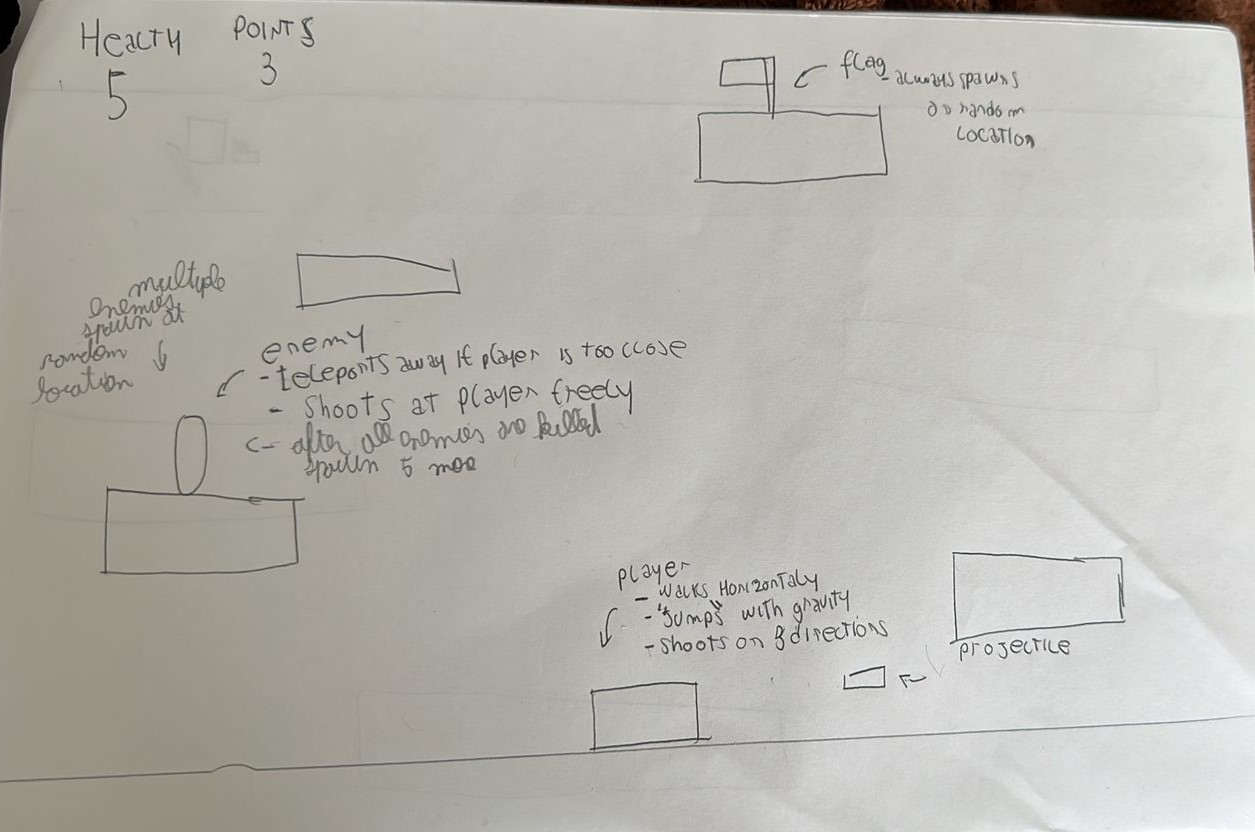 Health POINTS
5 3
flag
- always spawns
on random
location
multiple
enemies
spawn at
random
location
enemy
- teleports away if player is too close
- shoots at player freely
<- after all enemies are killed
spawn 5 moe
player
- walks Horizontaly
- "Jumps" with gravity
- shoots on 8 directions
projectile